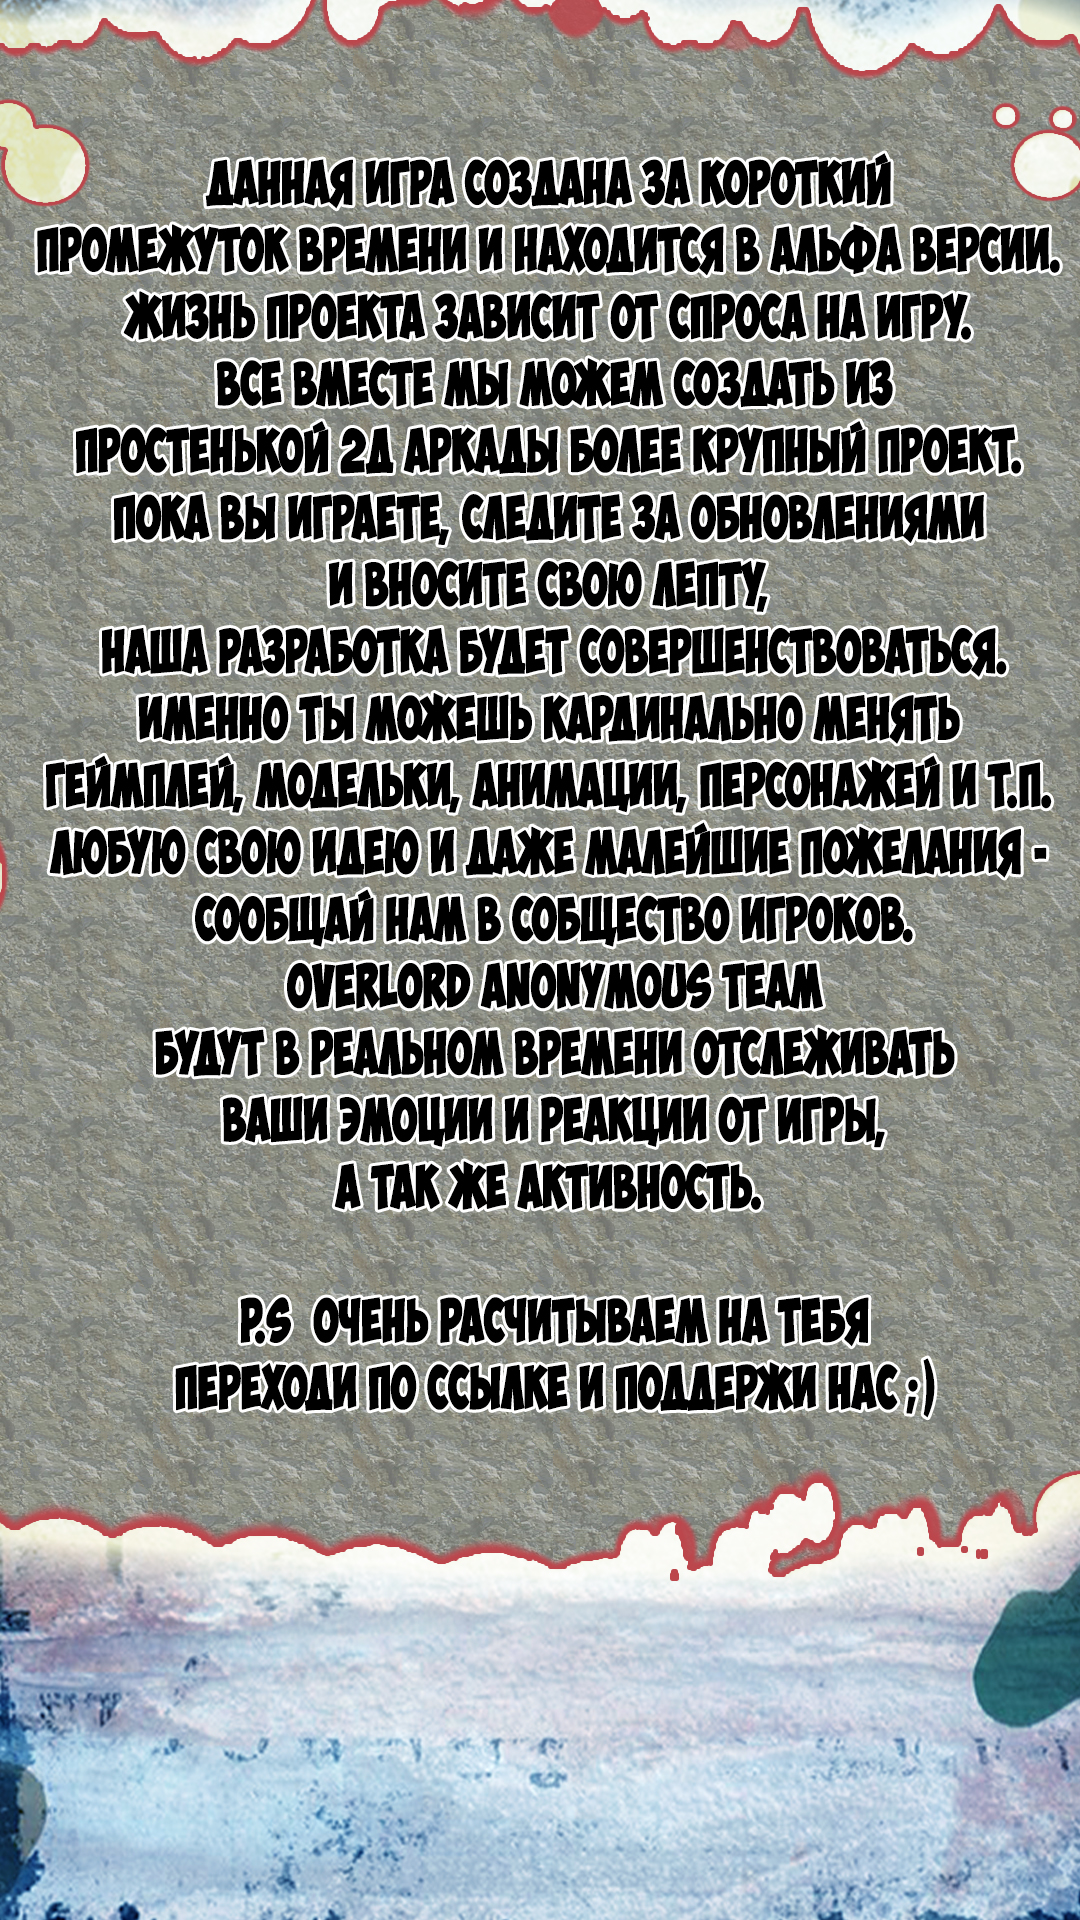 ДАННАЯ ИГРА СОЗДАНА ЗА КОРОТКИЙ
ПРОМЕЖУТОК ВРЕМЕНИ И НАХОДИТСЯ В АЛЬФА ВЕРСИИ.
ЖИЗНЬ ПРОЕКТА ЗАВИСИТ ОТ СПРОСА НА ИГРУ.
ВСЕ ВМЕСТЕ МЫ МОЖЕМ СОЗДАТЬ ИЗ
ПРОСТЕНЬКОЙ 2Д АРКАДЫ БОЛЕЕ КРУПНЫЙ ПРОЕКТ.
ПОКА ВЫ ИГРАЕТЕ, СЛЕДИТЕ ЗА ОБНОВЛЕНИЯМИ
И ВНОСИТЕ СВОЮ ЛЕПТУ,
НАША РАЗРАБОТКА БУДЕТ СОВЕРШЕНСТВОВАТЬСЯ.
ИМЕННО ТЫ МОЖЕШЬ КАРДИНАЛЬНО МЕНЯТЬ
ГЕЙМПЛЕЙ, МОДЕЛЬКИ, АНИМАЦИИ, ПЕРСОНАЖЕЙ И Т.П.
ЛЮБУЮ СВОЮ ИДЕЮ И ДАЖЕ МАЛЕЙШИЕ ПОЖЕЛАНИЯ -
СООБЩАЙ НАМ В СОБЩЕСТВО ИГРОКОВ.
OVERLORD ANONYMOUS TEAM
БУДУТ В РЕАЛЬНОМ ВРЕМЕНИ ОТСЛЕЖИВАТЬ
ВАШИ ЭМОЦИИ И РЕАКЦИИ ОТ ИГРЫ,
А ТАК ЖЕ АКТИВНОСТЬ.
P.S ОЧЕНЬ РАСЧИТЫВАЕМ НА ТЕБЯ
ПЕРЕХОДИ ПО ССЫЛКЕ И ПОДДЕРЖИ НАС ;)